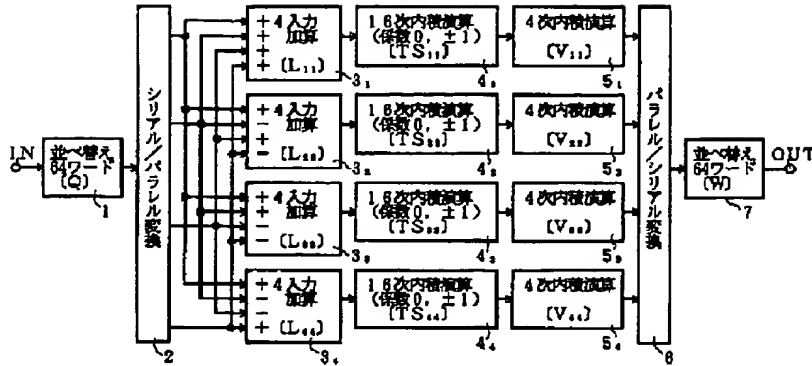 IN
並べ替え
64ワード
〔Q〕
1
シリアル/パラレル変換
2
+ 4入力
+ 加算
+
+ 〔L₁₁〕
3₁
16次内積演算
(係数0, ±1)
〔TS₁₁〕
4₁
4次内積演算
〔V₁₁〕
5₁
+ 4入力
− 加算
+
− 〔L₂₂〕
3₂
16次内積演算
(係数0, ±1)
〔TS₂₂〕
4₂
4次内積演算
〔V₂₂〕
5₂
+ 4入力
+ 加算
−
− 〔L₃₃〕
3₃
16次内積演算
(係数0, ±1)
〔TS₃₃〕
4₃
4次内積演算
〔V₃₃〕
5₃
+ 4入力
− 加算
−
+ 〔L₄₄〕
3₄
16次内積演算
(係数0, ±1)
〔TS₄₄〕
4₄
4次内積演算
〔V₄₄〕
5₄
パラレル/シリアル変換
6
並べ替え
64ワード
〔W〕
7
OUT